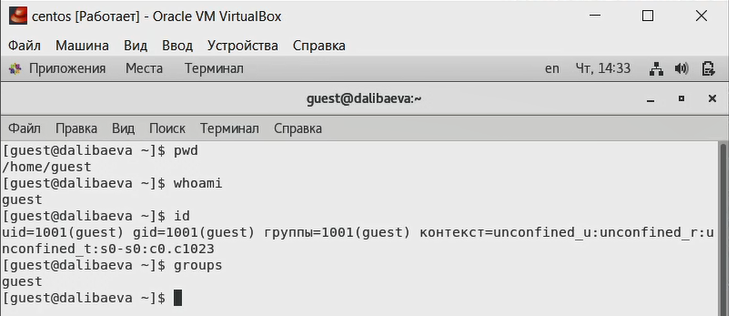 centos [Работает] - Oracle VM VirtualBox
Файл Машина Вид Ввод Устройства Справка
Приложения Места Терминал en Чт, 14:33
guest@dalibaeva:~
Файл Правка Вид Поиск Терминал Справка
[guest@dalibaeva ~]$ pwd
/home/guest
[guest@dalibaeva ~]$ whoami
guest
[guest@dalibaeva ~]$ id
uid=1001(guest) gid=1001(guest) группы=1001(guest) контекст=unconfined_u:unconfined_r:u
nconfined_t:s0-s0:c0.c1023
[guest@dalibaeva ~]$ groups
guest
[guest@dalibaeva ~]$